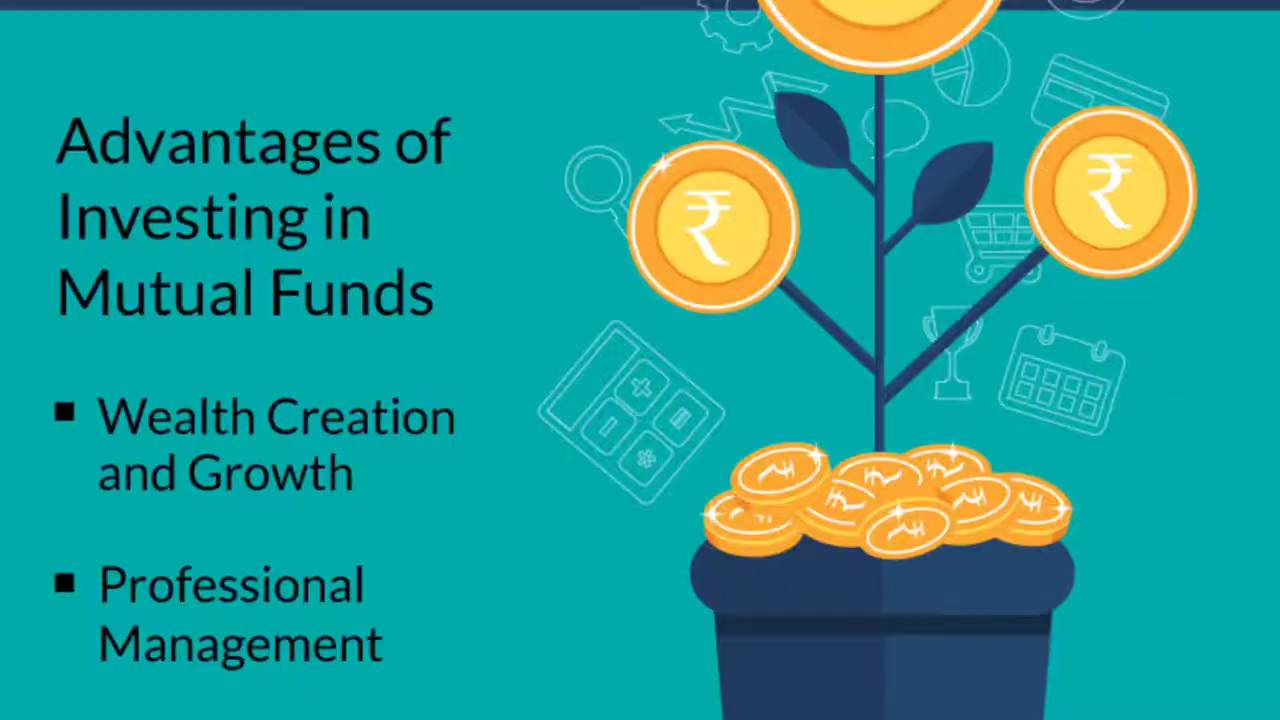 Advantages of
Investing in
Mutual Funds
▪ Wealth Creation
and Growth
▪ Professional
Management
₹
₹